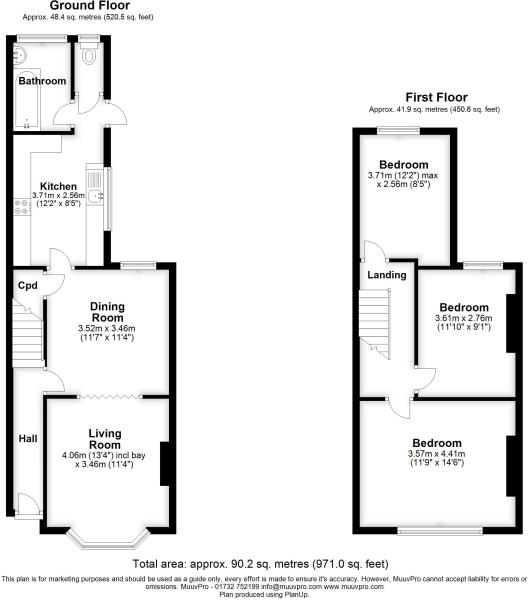 Ground Floor
Approx. 48.4 sq. metres (520.5 sq. feet)
Bathroom
Kitchen
3.71m x 2.56m
(12'2" x 8'5")
Cpd
Dining
Room
3.52m x 3.46m
(11'7" x 11'4")
Hall
Living
Room
4.06m (13'4") incl bay
x 3.46m (11'4")
First Floor
Approx. 41.9 sq. metres (450.6 sq. feet)
Bedroom
3.71m (12'2") max
x 2.56m (8'5")
Landing
Bedroom
3.61m x 2.76m
(11'10" x 9'1")
Bedroom
3.57m x 4.41m
(11'9" x 14'6")
Total area: approx. 90.2 sq. metres (971.0 sq. feet)
This plan is for marketing purposes and should be used as a guide only, every effort is made to ensure it's accuracy. However, MuuvPro cannot accept liability for errors or
omissions. MuuvPro - 01732 752199 info@muuvpro.com www.muuvpro.com
Plan produced using PlanUp.